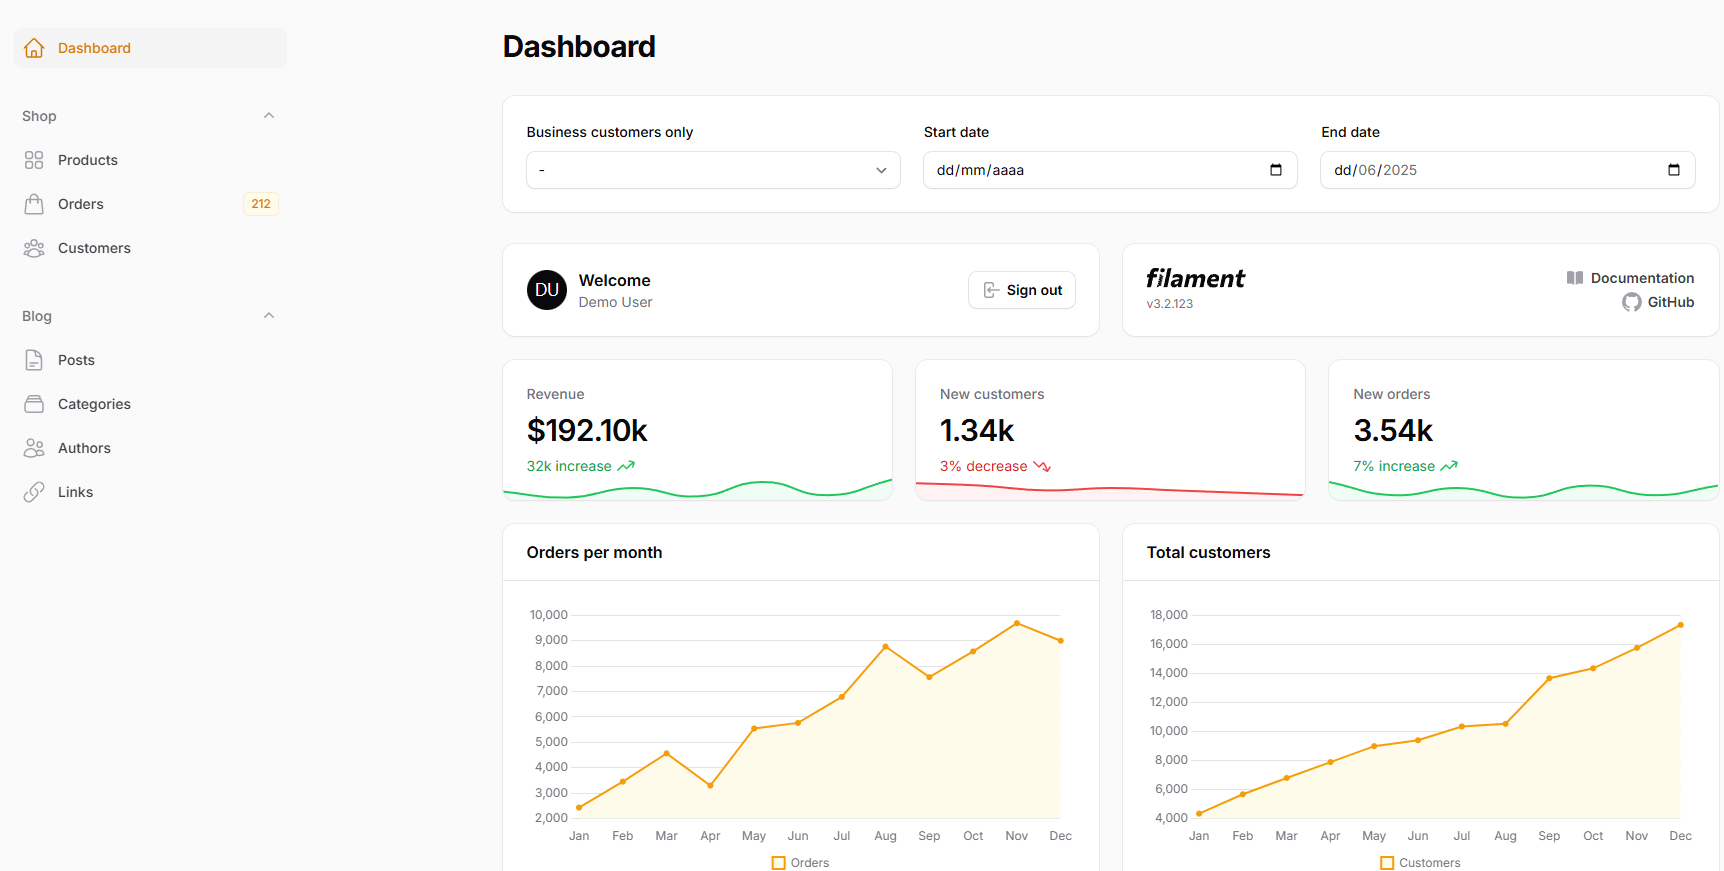 Dashboard
Shop
Products
Orders 212
Customers
Blog
Posts
Categories
Authors
Links
Dashboard
Business customers only
-
Start date
dd/mm/aaaa
End date
dd/06/2025
DU
Welcome
Demo User
Sign out
filament
v3.2.123
Documentation
GitHub
Revenue
$192.10k
32k increase
New customers
1.34k
3% decrease
New orders
3.54k
7% increase
Orders per month
10,000
9,000
8,000
7,000
6,000
5,000
4,000
3,000
2,000
Jan Feb Mar Apr May Jun Jul Aug Sep Oct Nov Dec
Orders
Total customers
18,000
16,000
14,000
12,000
10,000
8,000
6,000
4,000
Jan Feb Mar Apr May Jun Jul Aug Sep Oct Nov Dec
Customers